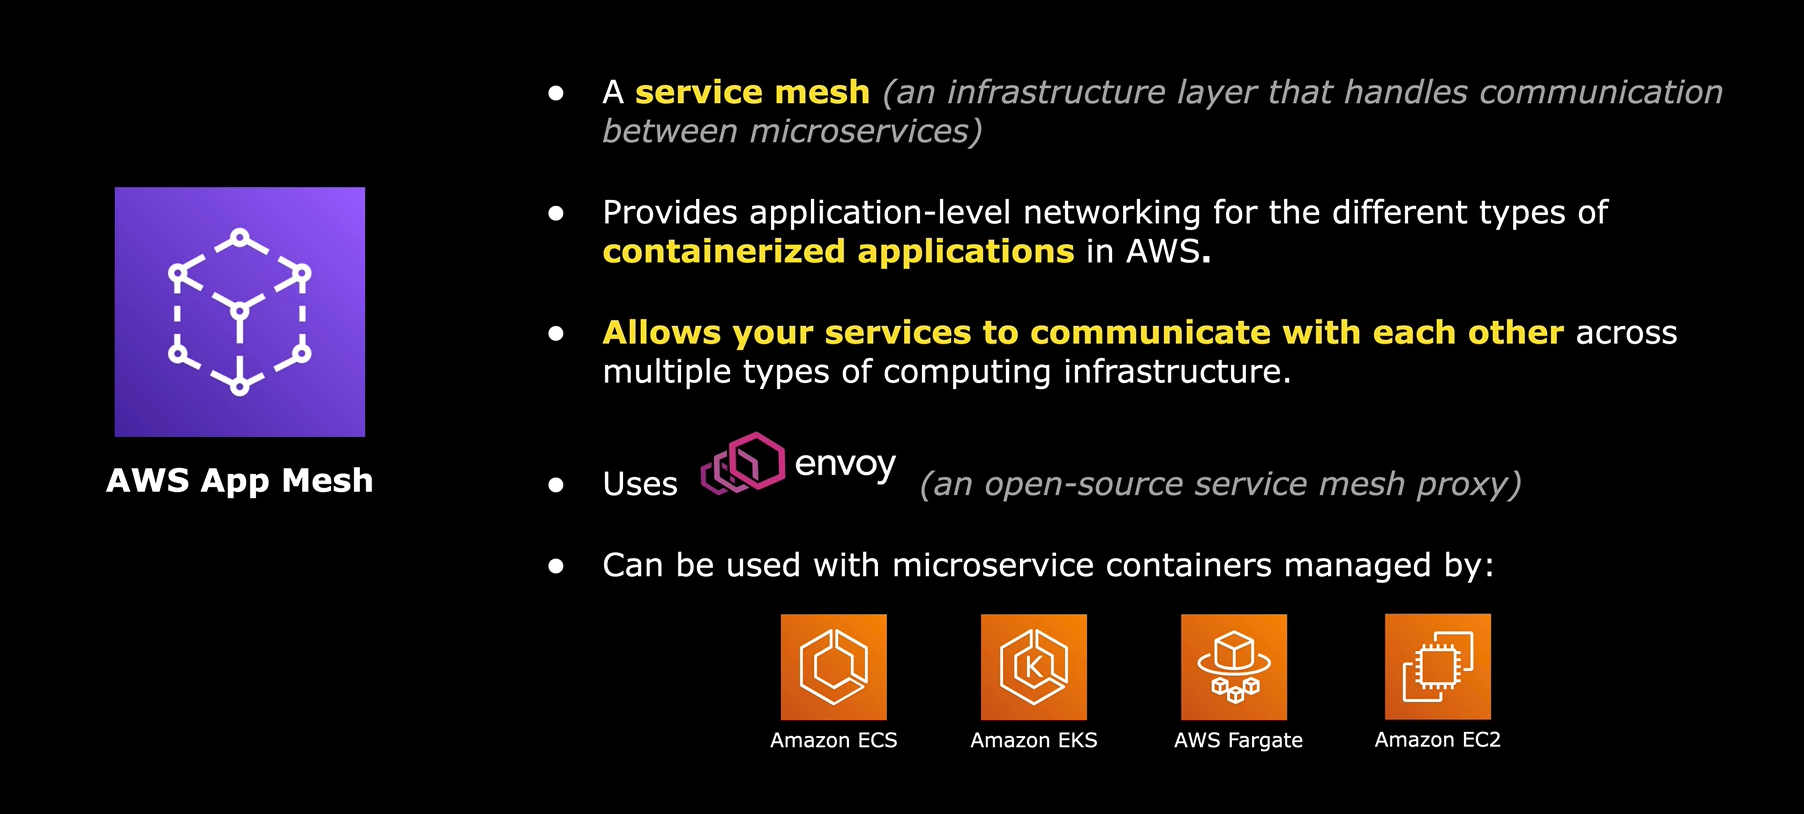 ● A service mesh (an infrastructure layer that handles communication
between microservices)
● Provides application-level networking for the different types of
containerized applications in AWS.
● Allows your services to communicate with each other across
multiple types of computing infrastructure.
AWS App Mesh
● Uses envoy (an open-source service mesh proxy)
● Can be used with microservice containers managed by:
K
Amazon ECS Amazon EKS AWS Fargate Amazon EC2